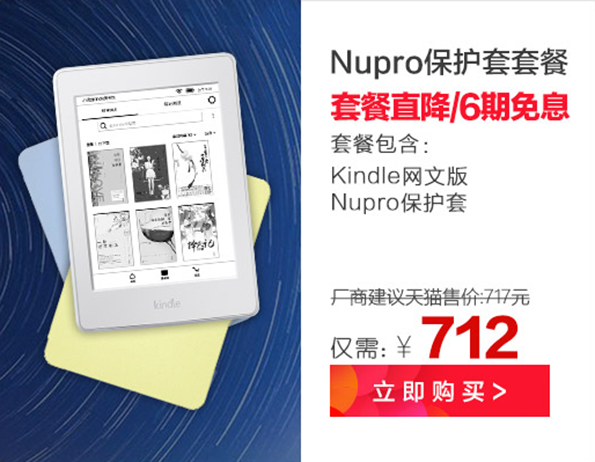 Nupro保护套套餐
套餐直降/6期免息
套餐包含：
Kindle网文版
Nupro保护套
厂商建议天猫售价:717元
仅需：￥712
立即购买>
kindle